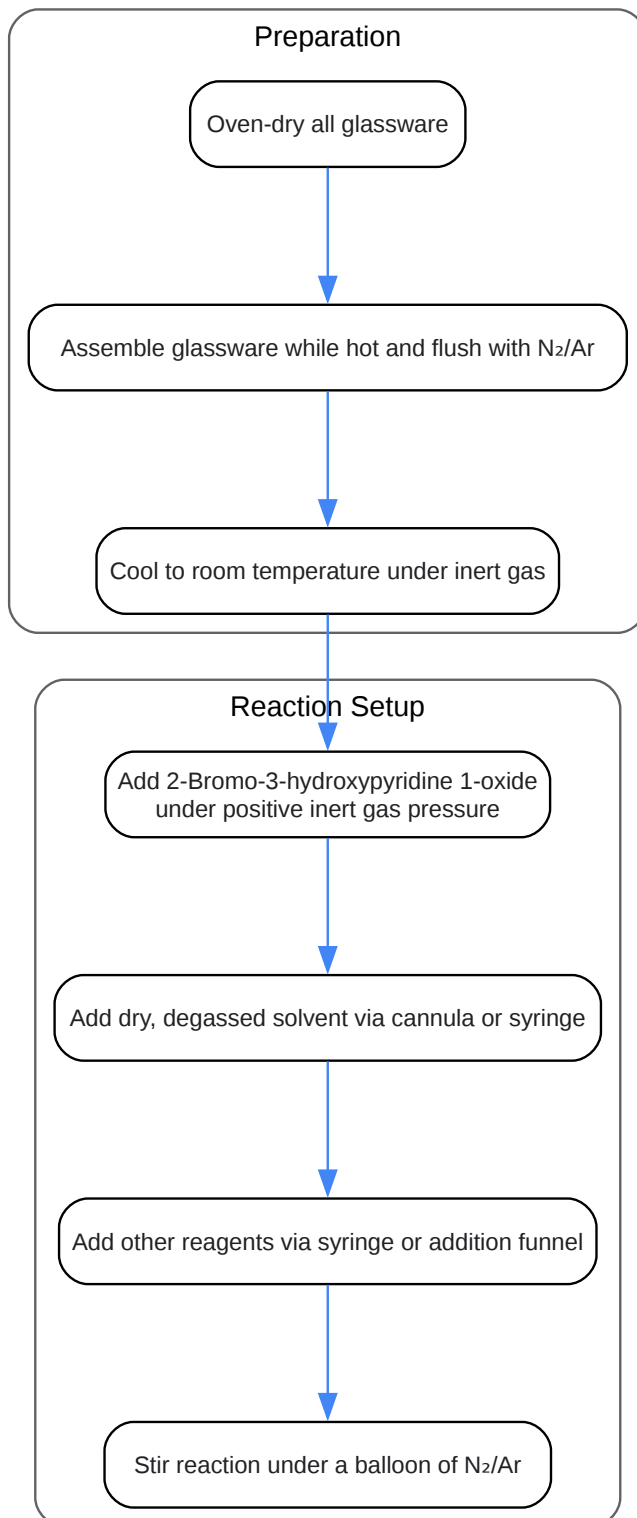 Preparation
Oven-dry all glassware
Assemble glassware while hot and flush with N₂/Ar
Cool to room temperature under inert gas
Reaction Setup
Add 2-Bromo-3-hydroxypyridine 1-oxide
under positive inert gas pressure
Add dry, degassed solvent via cannula or syringe
Add other reagents via syringe or addition funnel
Stir reaction under a balloon of N₂/Ar